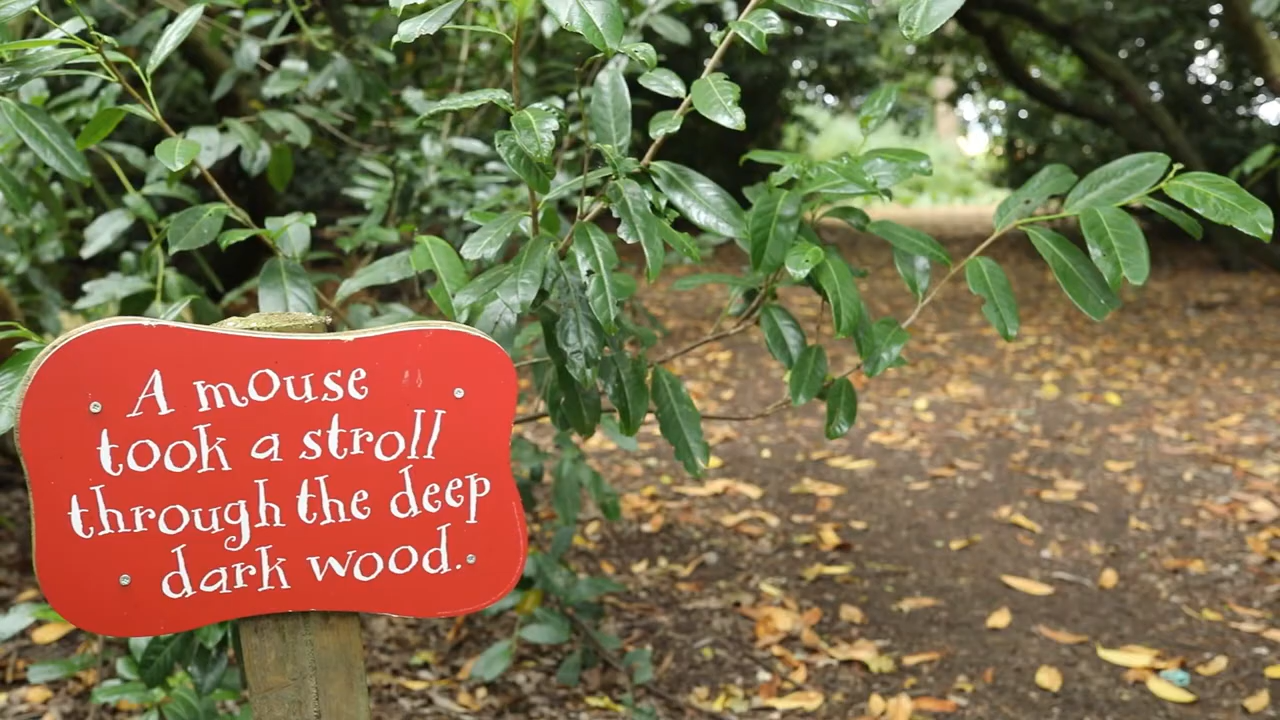 A mouse
took a stroll
through the deep
dark wood.